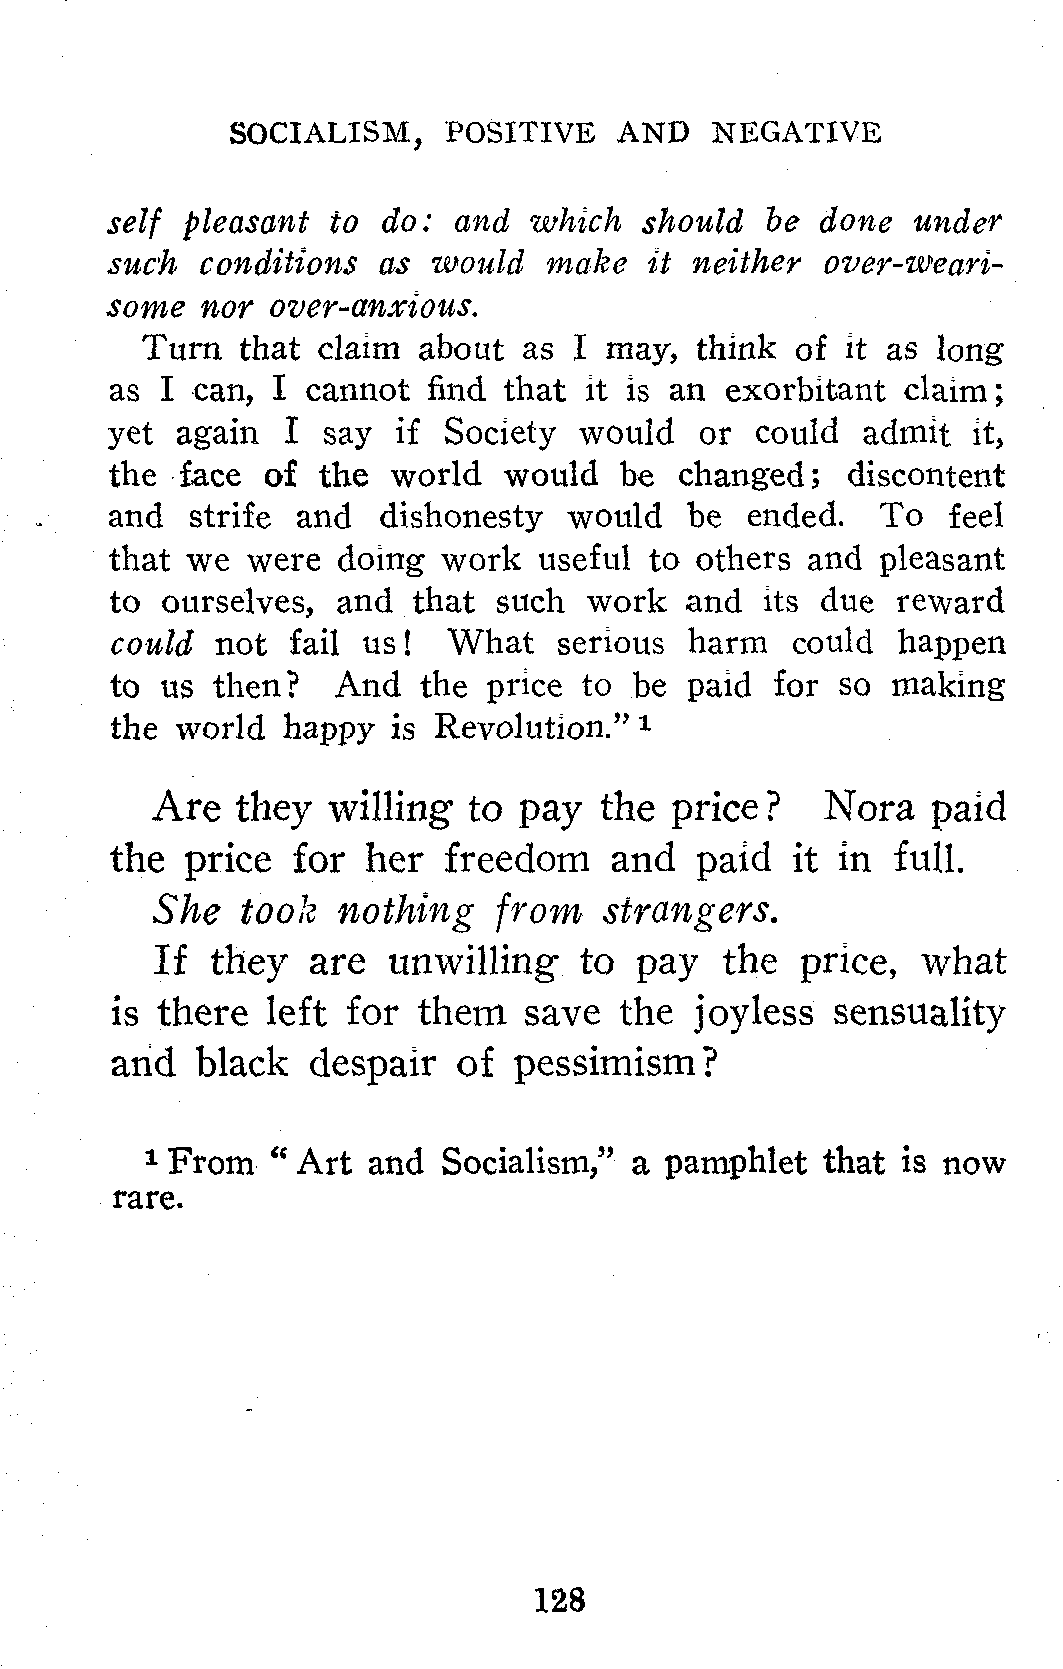 SOCIALISM, POSITIVE AND NEGATIVE
self pleasant to do: and which should be done under
such conditions as would make it neither over-weari-
some nor over-anxious.
Turn that claim about as I may, think of it as long
as I can, I cannot find that it is an exorbitant claim;
yet again I say if Society would or could admit it,
the face of the world would be changed; discontent
and strife and dishonesty would be ended. To feel
that we were doing work useful to others and pleasant
to ourselves, and that such work and its due reward
could not fail us! What serious harm could happen
to us then? And the price to be paid for so making
the world happy is Revolution.” 1
Are they willing to pay the price? Nora paid
the price for her freedom and paid it in full.
She took nothing from strangers.
If they are unwilling to pay the price, what
is there left for them save the joyless sensuality
and black despair of pessimism?
1 From “Art and Socialism,” a pamphlet that is now
rare.
128